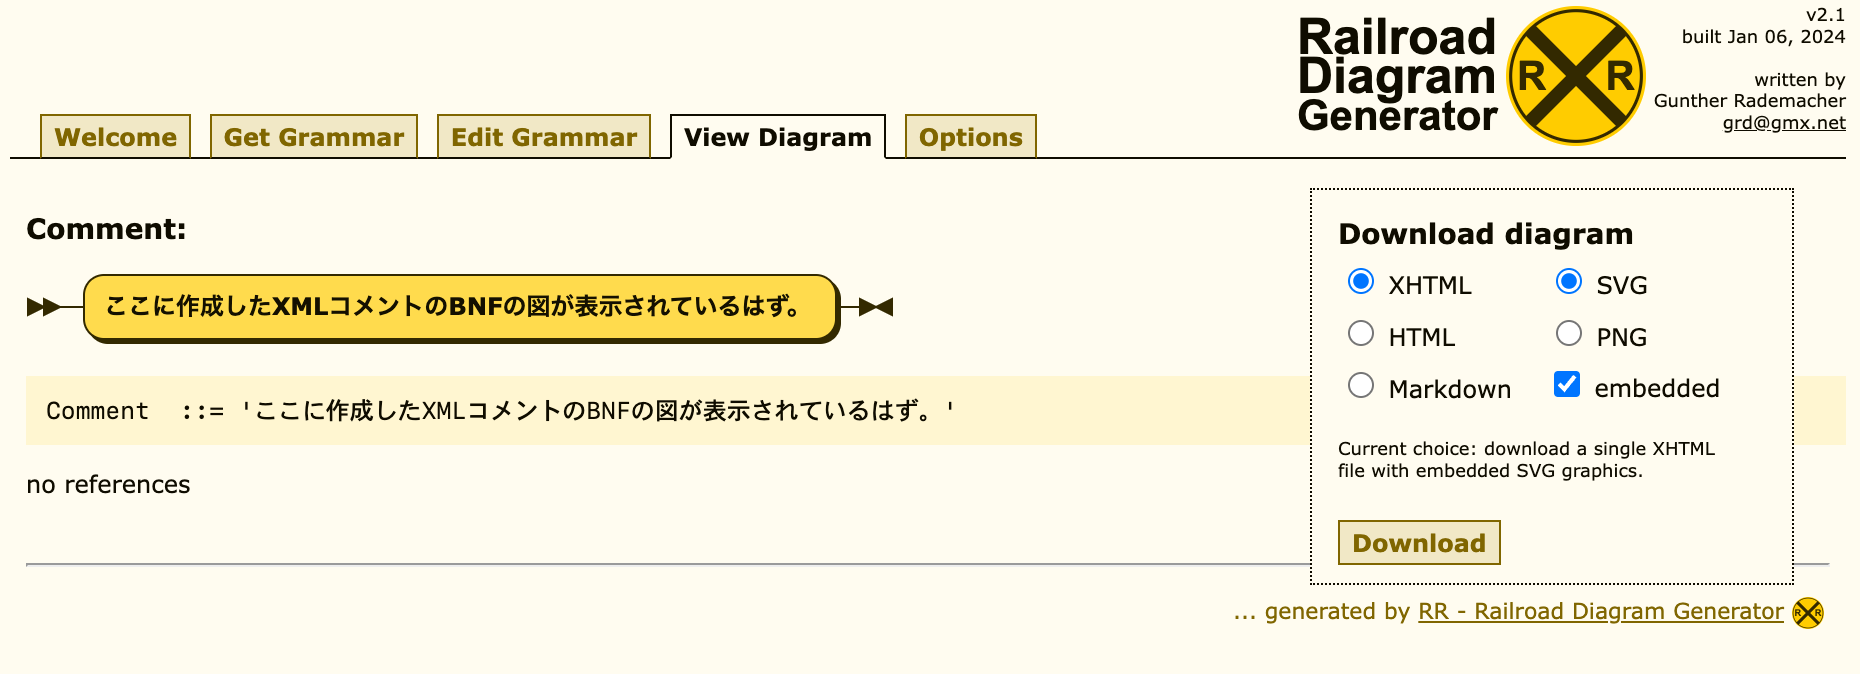 Railroad
Diagram
Generator
R R
v2.1
built Jan 06, 2024
written by
Gunther Rademacher
grd@gmx.net
Welcome
Get Grammar
Edit Grammar
View Diagram
Options
Comment:
ここに作成したXMLコメントのBNFの図が表示されているはず。
Comment ::= 'ここに作成したXMLコメントのBNFの図が表示されているはず。'
no references
Download diagram
XHTML SVG
HTML PNG
Markdown embedded
Current choice: download a single XHTML
file with embedded SVG graphics.
Download
... generated by RR - Railroad Diagram Generator R R